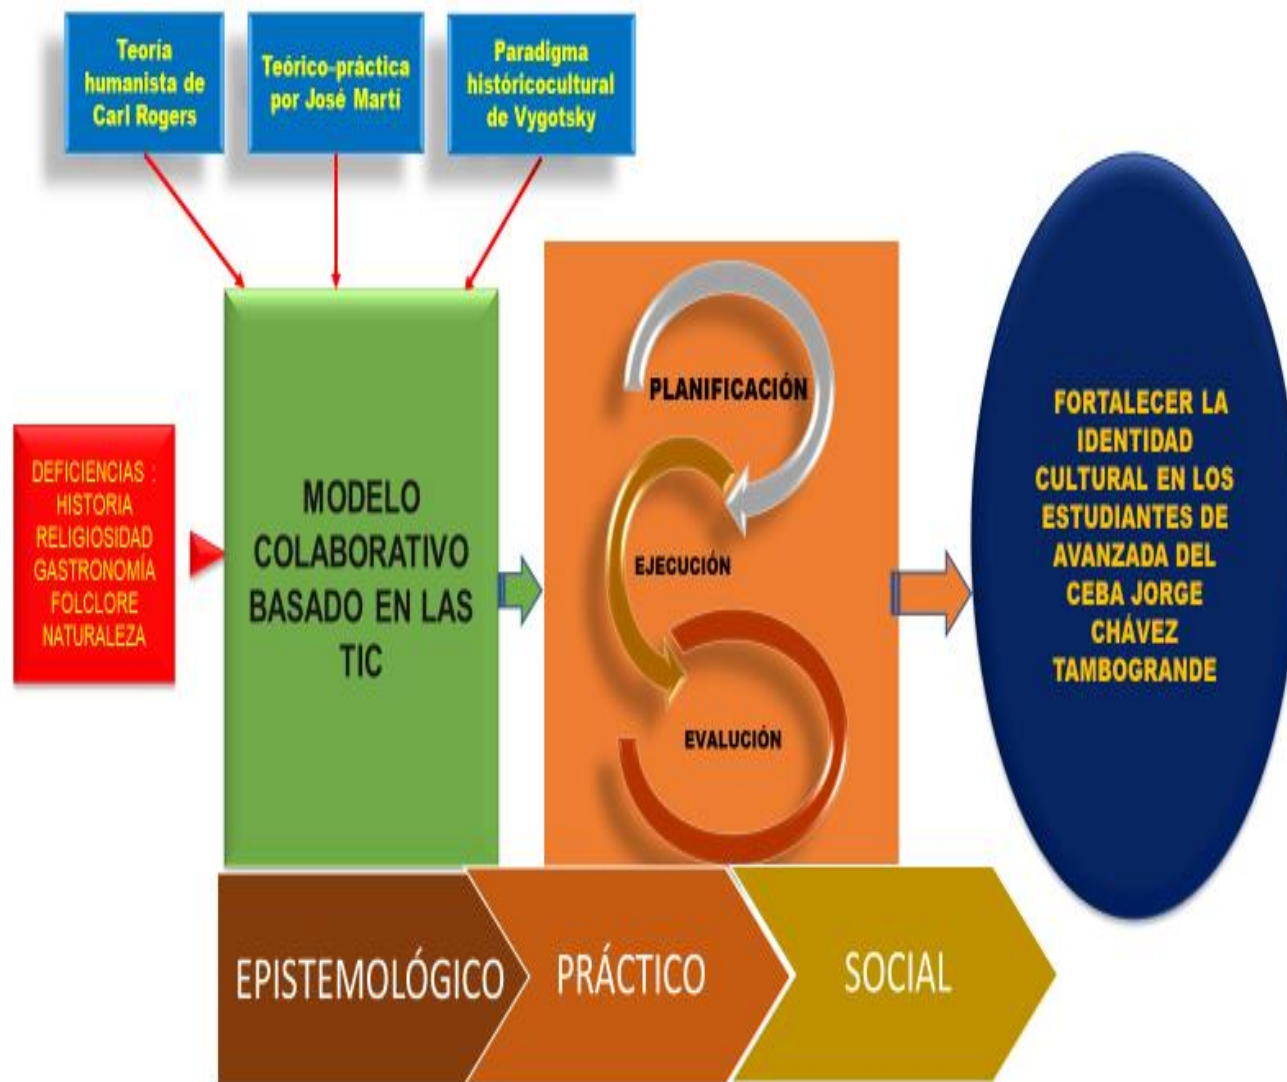 Teoría
humanista de
Carl Rogers
Teórico-práctica
por José Martí
Paradigma
históricocultural
de Vygotsky
DEFICIENCIAS :
HISTORIA
RELIGIOSIDAD
GASTRONOMÍA
FOLCLORE
NATURALEZA
MODELO
COLABORATIVO
BASADO EN LAS
TIC
PLANIFICACIÓN
EJECUCIÓN
EVALUCIÓN
FORTALECER LA
IDENTIDAD
CULTURAL EN LOS
ESTUDIANTES DE
AVANZADA DEL
CEBA JORGE
CHÁVEZ
TAMBOGRANDE
EPISTEMOLÓGICO
PRÁCTICO
SOCIAL